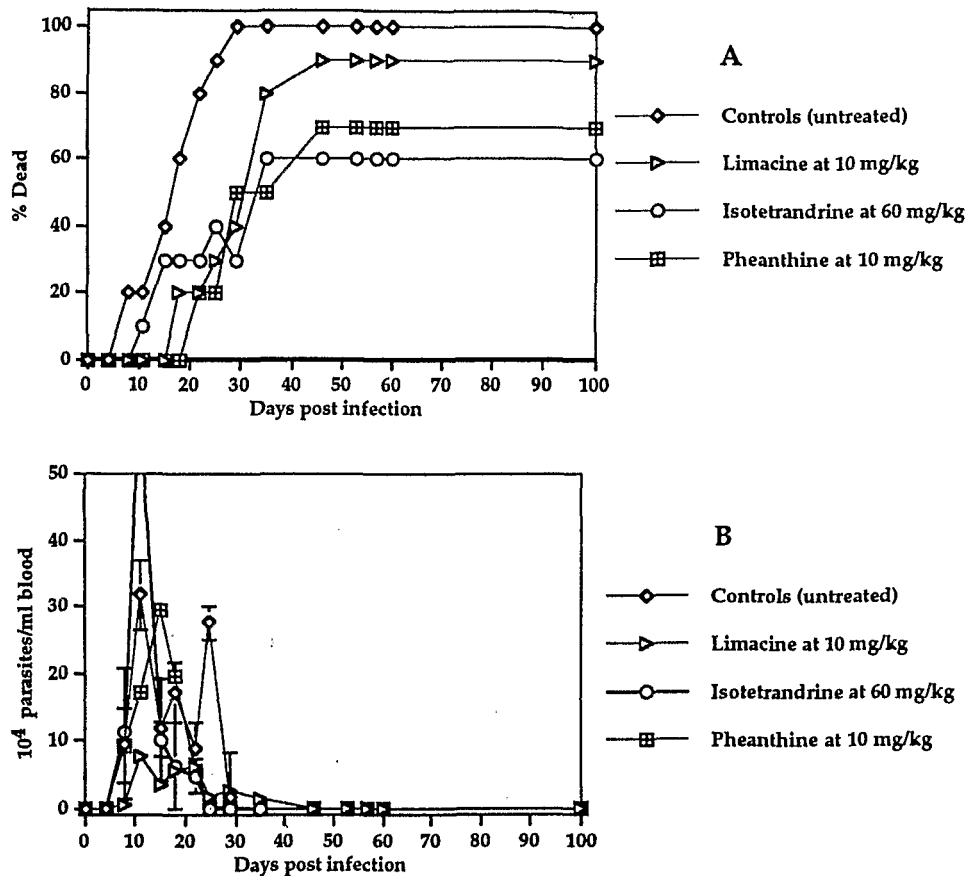 100
80
60
40
20
0
% Dead
0 10 20 30 40 50 60 70 80 90 100
Days post infection
A
Controls (untreated)
Limacine at 10 mg/kg
Isotetrandrine at 60 mg/kg
Pheanthine at 10 mg/kg
50
40
30
20
10
0
10⁴ parasites/ml blood
0 10 20 30 40 50 60 70 80 90 100
Days post infection
B
Controls (untreated)
Limacine at 10 mg/kg
Isotetrandrine at 60 mg/kg
Pheanthine at 10 mg/kg